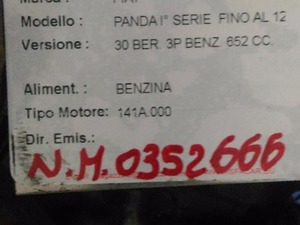 Modello : PANDA I° SERIE FINO AL 12
Versione : 30 BER. 3P BENZ. 652 CC
Aliment. : BENZINA
Tipo Motore: 141A.000
Dir. Emis.:
N.M.0352666